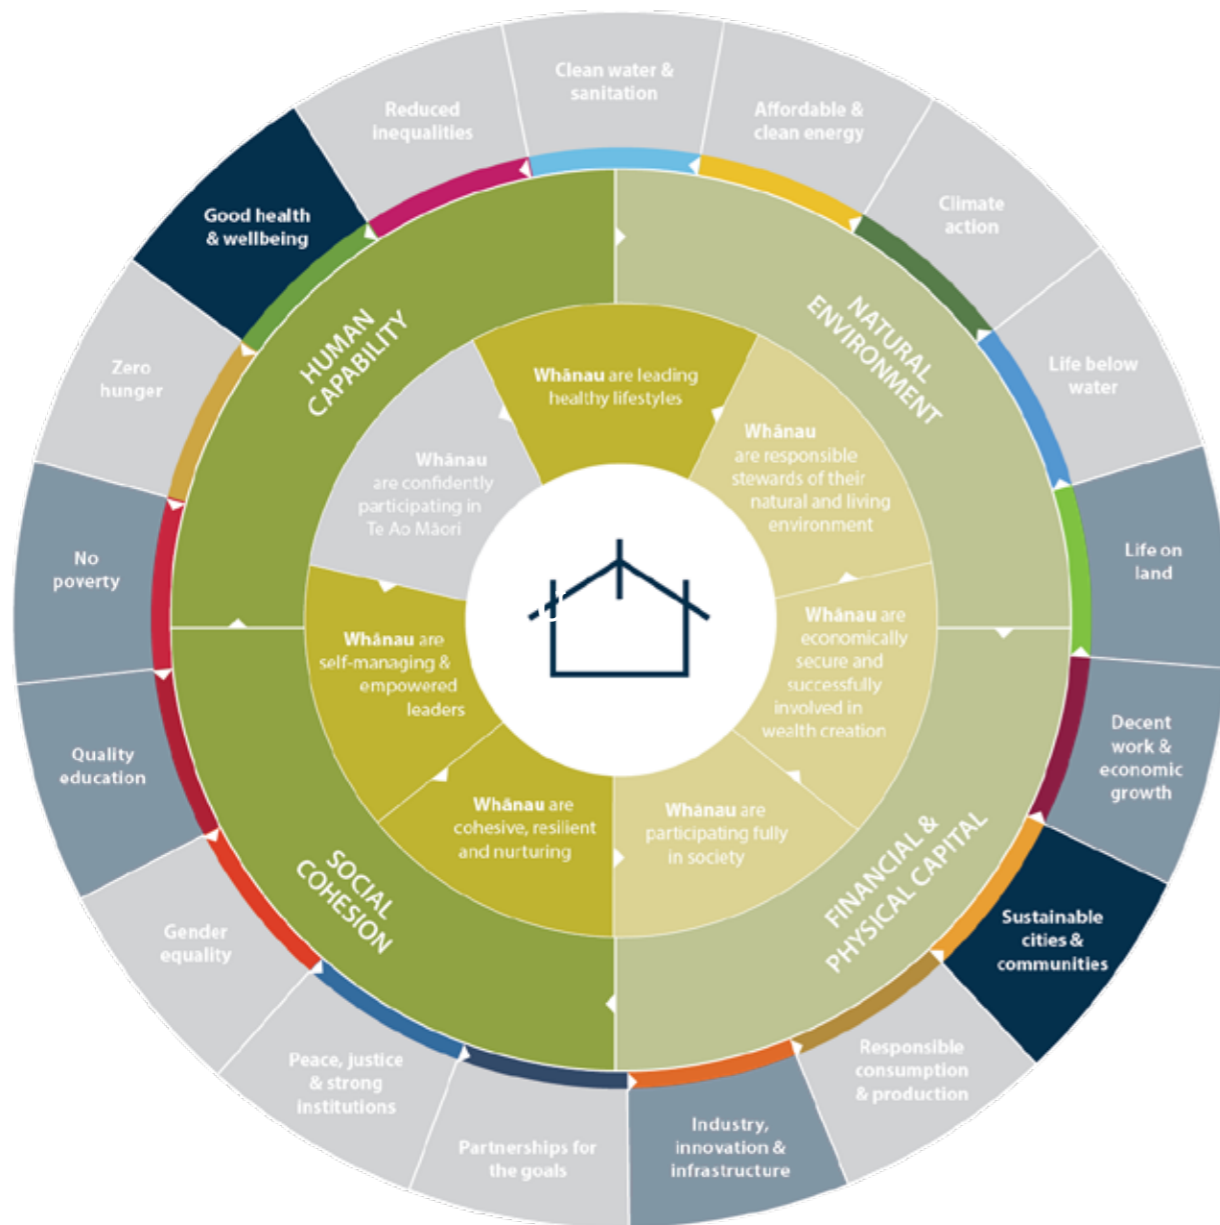 Clean water &
sanitation
Affordable &
clean energy
Climate
action
Life below
water
Life on
land
Decent
work &
economic
growth
Sustainable
cities &
communities
Responsible
consumption
& production
Industry,
innovation &
infrastructure
Partnerships for
the goals
Peace, justice
& strong
institutions
Gender
equality
Quality
education
No
poverty
Zero
hunger
Good health
& wellbeing
Reduced
inequalities
HUMAN
CAPABILITY
NATURAL
ENVIRONMENT
FINANCIAL &
PHYSICAL CAPITAL
SOCIAL
COHESION
Whānau are leading
healthy lifestyles
Whānau
are responsible
stewards of their
natural and living
environment
Whānau are
economically
secure and
successfully
involved in
wealth creation
Whānau are
participating fully
in society
Whānau are
cohesive, resilient
and nurturing
Whānau are
self-managing &
empowered
leaders
Whānau
are confidently
participating in
Te Ao Māori